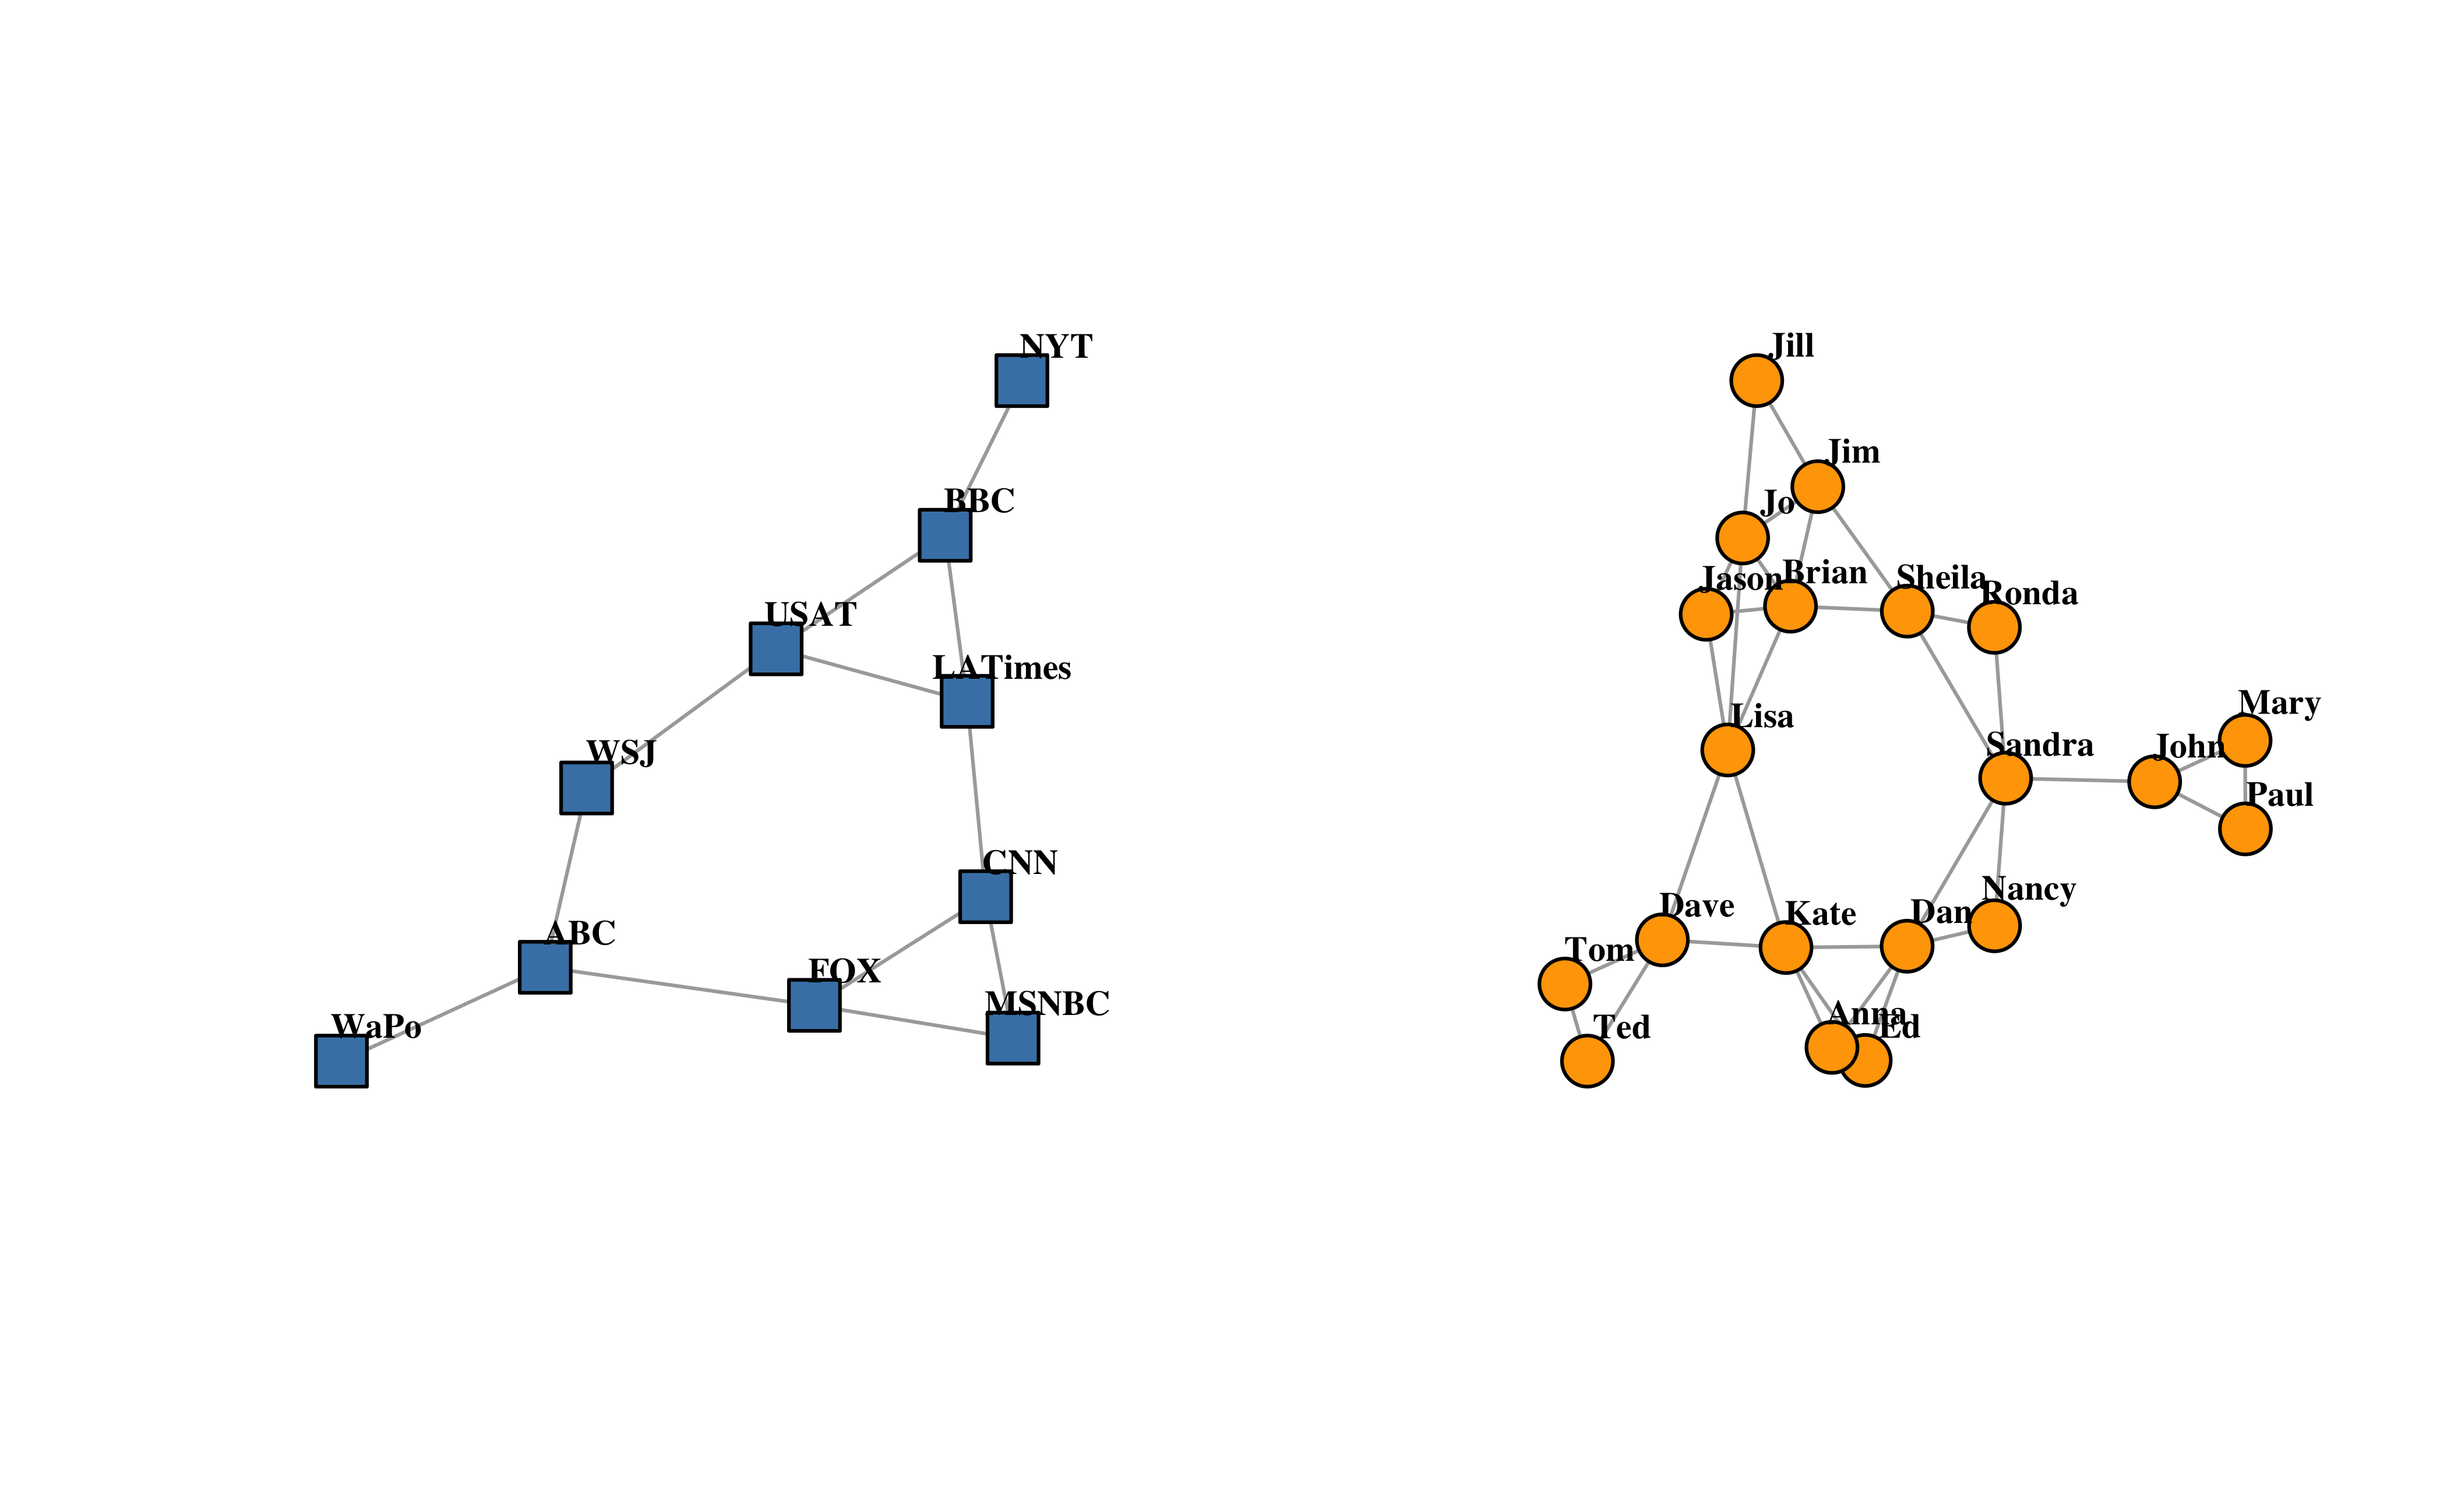 NYT
BBC
USAT
LATimes
WSJ
CNN
ABC
FOX
MSNBC
WaPo
Jill
Jim
Jo
Jason
Brian
Sheila
Ronda
Lisa
Sandra
John
Mary
Paul
Dave
Kate
Dan
Nancy
Tom
Ted
Anna
Ed